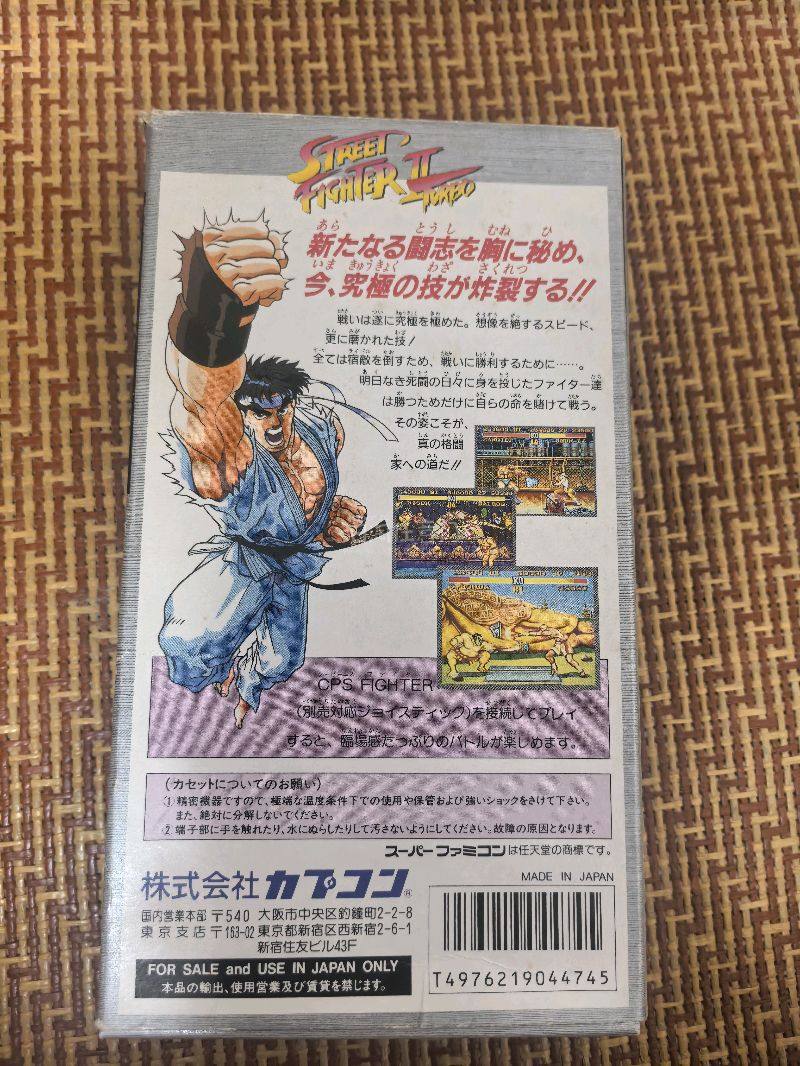 STREET
FIGHTER II
TURBO
新たなる闘志を胸に秘め、
今、究極の技が炸裂する!!
戦いは遂に究極を極めた。想像を絶するスピード、
更に磨かれた技!
全ては宿敵を倒すため、戦いに勝利するために……。
明日なき死闘の日々に身を投じたファイター達
は勝つためだけに自らの命を賭けて戦う。
その姿こそが、
真の格闘
家への道だ!!
CPS FIGHTER
(別売対応ジョイスティック)を接続してプレイ
すると、臨場感たっぷりのバトルが楽しめます。
(カセットについてのお願い)
①精密機器ですので、極端な温度条件下での使用や保管および強いショックをさけて下さい。
また、絶対に分解しないでください。
②端子部に手を触れたり、水にぬらしたりして汚さないようにしてください。故障の原因となります。
スーパーファミコンは任天堂の商標です。
株式会社カプコン®
MADE IN JAPAN
国内営業本部 〒540 大阪市中央区釣鐘町2-2-8
東京支店 〒163-02 東京都新宿区西新宿2-6-1
新宿住友ビル43F
FOR SALE and USE IN JAPAN ONLY
本品の輸出、使用営業及び賃貸を禁じます。
T4976219044745